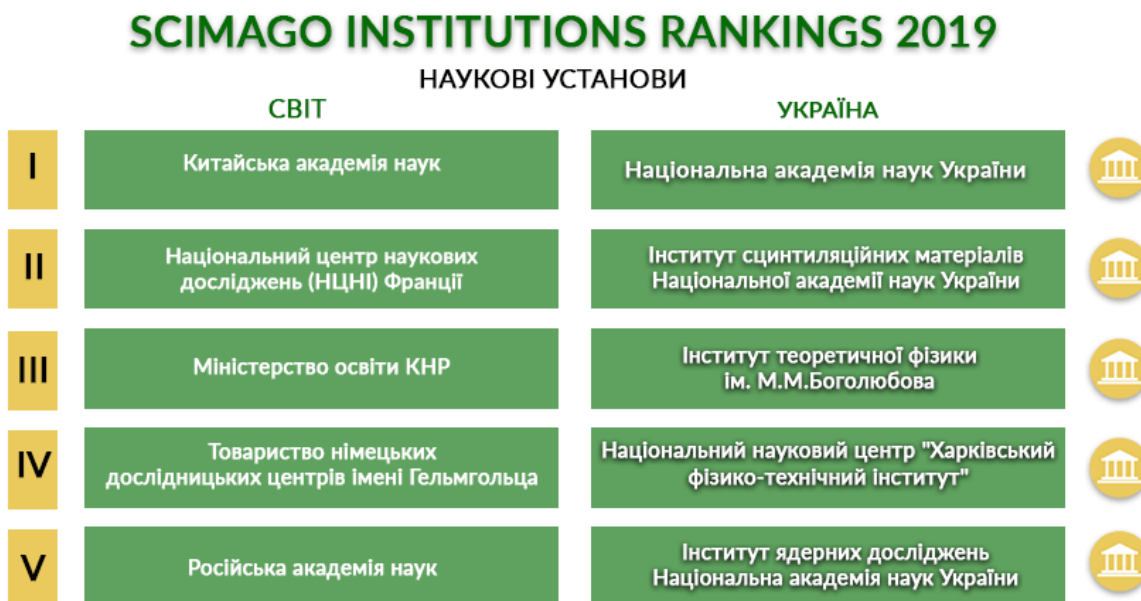 SCIMAGO INSTITUTIONS RANKINGS 2019
НАУКОВІ УСТАНОВИ
СВІТ
УКРАЇНА
I
Китайська академія наук
Національна академія наук України
II
Національний центр наукових
досліджень (НЦНІ) Франції
Інститут сцинтиляційних матеріалів
Національної академії наук України
III
Міністерство освіти КНР
Інститут теоретичної фізики
ім. М.М.Боголюбова
IV
Товариство німецьких
дослідницьких центрів імені Гельмгольца
Національний науковий центр "Харківський
фізико-технічний інститут"
V
Російська академія наук
Інститут ядерних досліджень
Національна академія наук України